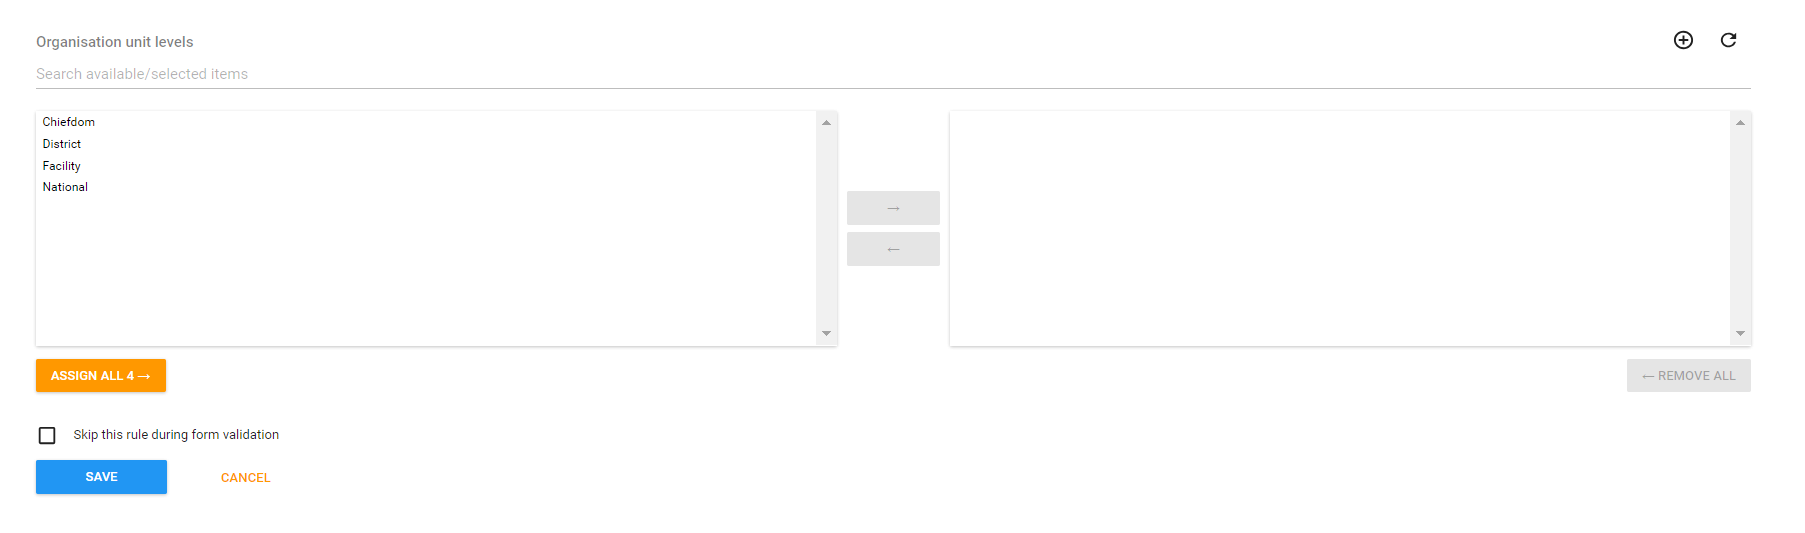 Organisation unit levels
Search available/selected items
Chiefdom
District
Facility
National
→
←
ASSIGN ALL 4 →
← REMOVE ALL
Skip this rule during form validation
SAVE
CANCEL